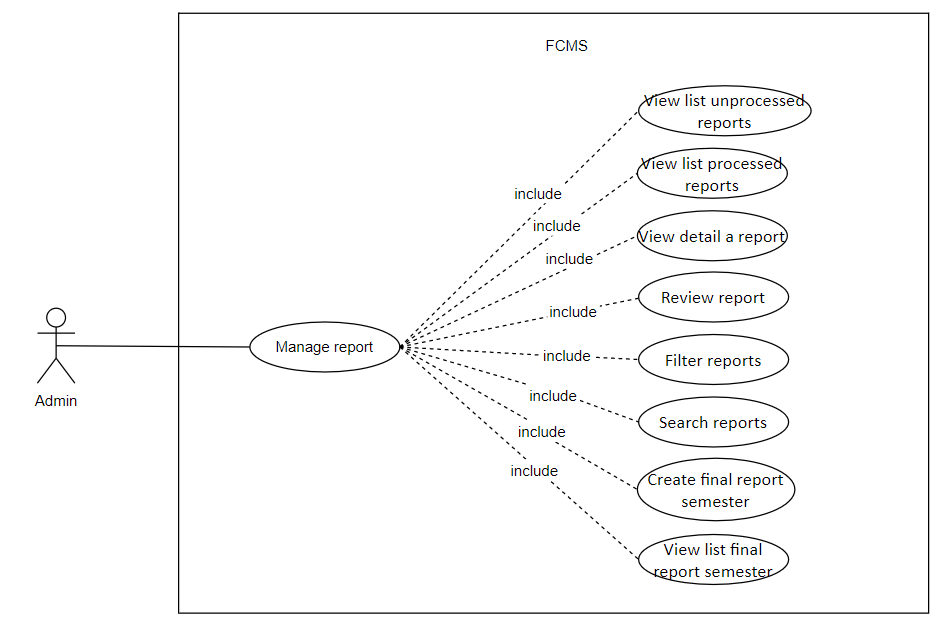 FCMS
View list unprocessed
reports
View list processed
reports
include
include
View detail a report
include
Review report
include
Manage report
include
Filter reports
Admin
include
Search reports
include
Create final report
semester
include
View list final
report semester